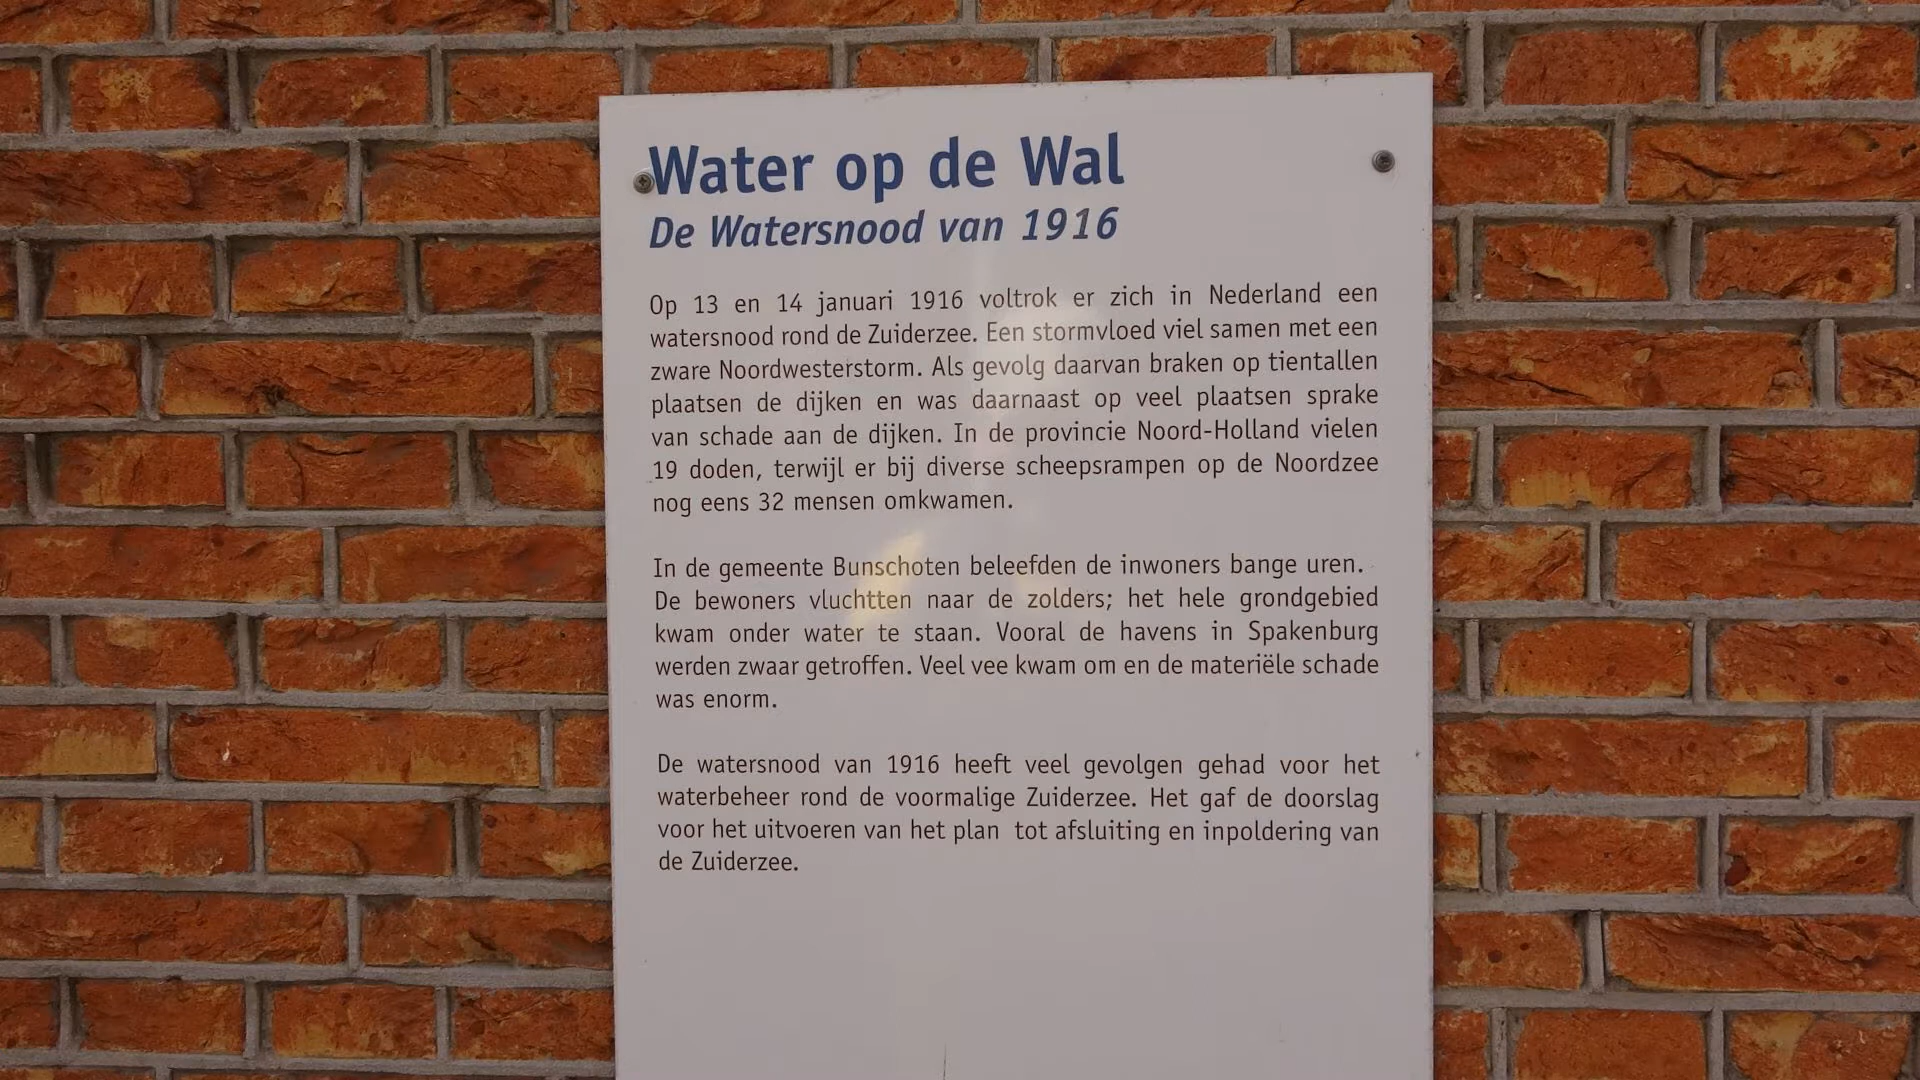 Water op de Wal
De Watersnood van 1916
Op 13 en 14 januari 1916 voltrok er zich in Nederland een
watersnood rond de Zuiderzee. Een stormvloed viel samen met een
zware Noordwesterstorm. Als gevolg daarvan braken op tientallen
plaatsen de dijken en was daarnaast op veel plaatsen sprake
van schade aan de dijken. In de provincie Noord-Holland vielen
19 doden, terwijl er bij diverse scheepsrampen op de Noordzee
nog eens 32 mensen omkwamen.
In de gemeente Bunschoten beleefden de inwoners bange uren.
De bewoners vluchtten naar de zolders; het hele grondgebied
kwam onder water te staan. Vooral de havens in Spakenburg
werden zwaar getroffen. Veel vee kwam om en de materiële schade
was enorm.
De watersnood van 1916 heeft veel gevolgen gehad voor het
waterbeheer rond de voormalige Zuiderzee. Het gaf de doorslag
voor het uitvoeren van het plan  tot afsluiting en inpoldering van
de Zuiderzee.